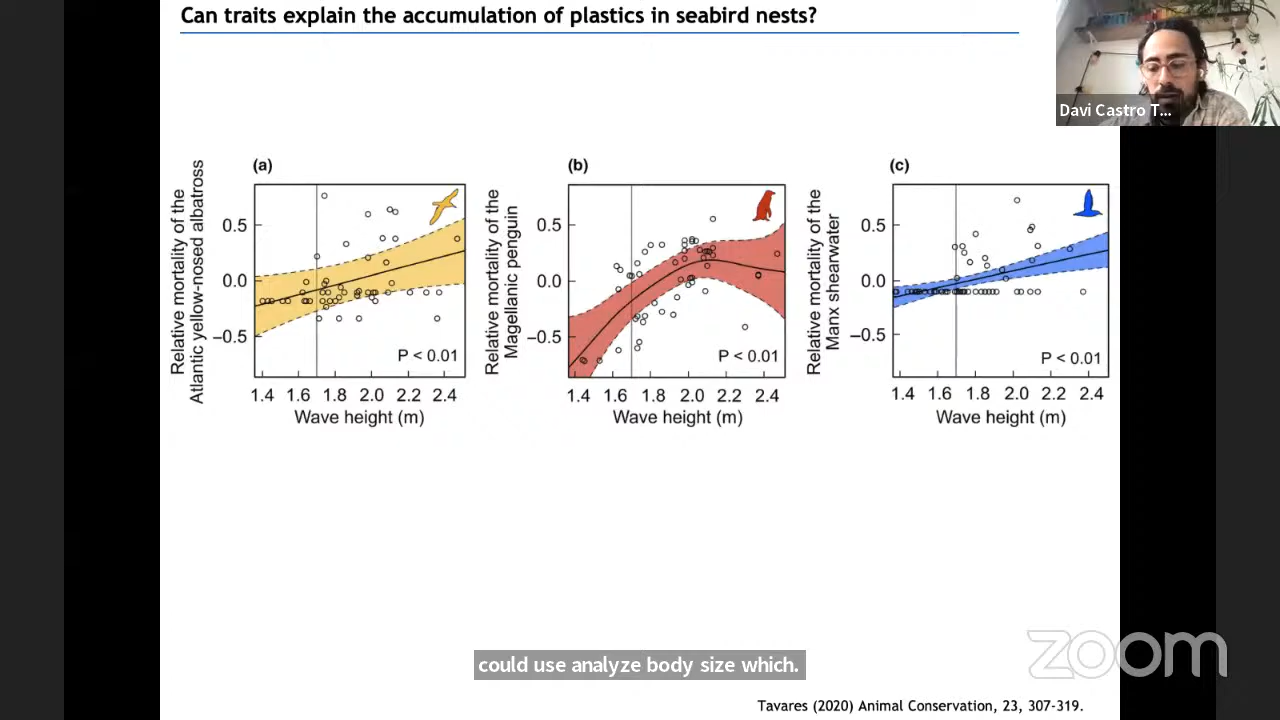 Can traits explain the accumulation of plastics in seabird nests?
Davi Castro T...
(a)
Relative mortality of the
Atlantic yellow-nosed albatross
0.5
0.0
−0.5
P < 0.01
1.4 1.6 1.8 2.0 2.2 2.4
Wave height (m)
(b)
Relative mortality of the
Magellanic penguin
0.5
0.0
−0.5
P < 0.01
1.4 1.6 1.8 2.0 2.2 2.4
Wave height (m)
(c)
Relative mortality of the
Manx shearwater
0.5
0.0
−0.5
P < 0.01
1.4 1.6 1.8 2.0 2.2 2.4
Wave height (m)
could use analyze body size which.
zoom
Tavares (2020) Animal Conservation, 23, 307-319.